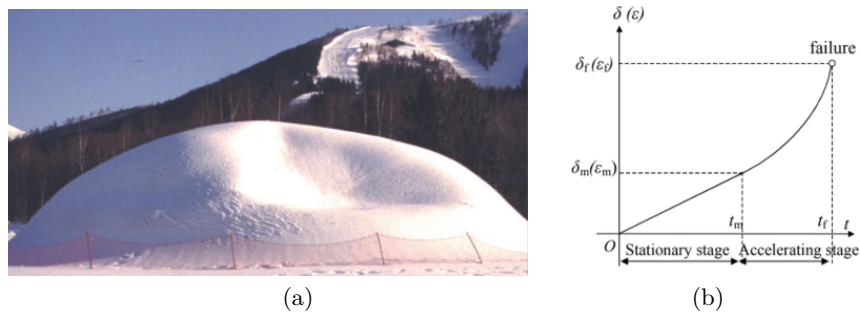 δ (ε)
failure
δf(εf)
δm(εm)
tm
tf
t
O
Stationary stage
Accelerating stage
(a)
(b)